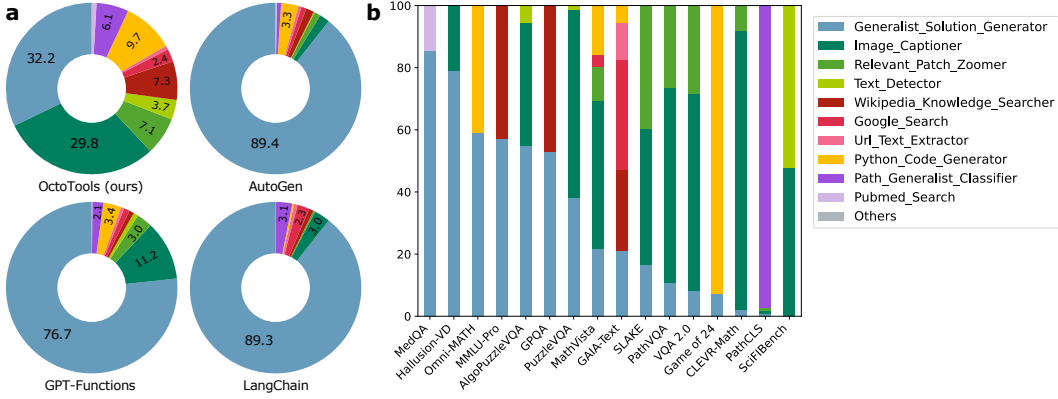 a
32.2
6.1
9.7
2.4
7.3
3.7
7.1
29.8
OctoTools (ours)
3.3
89.4
AutoGen
2.1
3.4
3.0
11.2
76.7
GPT-Functions
3.1
2.3
3.0
89.3
LangChain
b
100
80
60
40
20
0
MedQA
Hallusion-VD
Omni-MATH
MMLU-Pro
AlgoPuzzleVQA
GPQA
PuzzleVQA
MathVista
GAIA-Text
SLAKE
PathVQA
VQA 2.0
Game of 24
CLEVR-Math
PathCLS
SciFIBench
Generalist_Solution_Generator
Image_Captioner
Relevant_Patch_Zoomer
Text_Detector
Wikipedia_Knowledge_Searcher
Google_Search
Url_Text_Extractor
Python_Code_Generator
Path_Generalist_Classifier
Pubmed_Search
Others